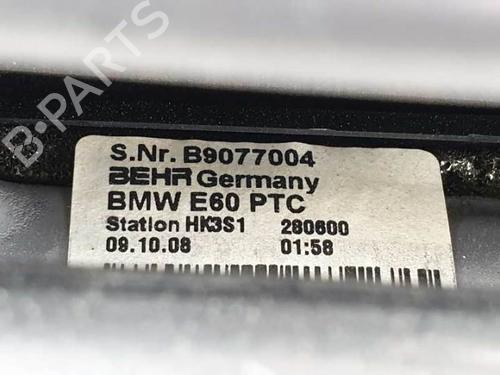 B-PARTS
S.Nr. B9077004
BEHR Germany
BMW E60 PTC
Station HK3S1 280600
09.10.08 01:58